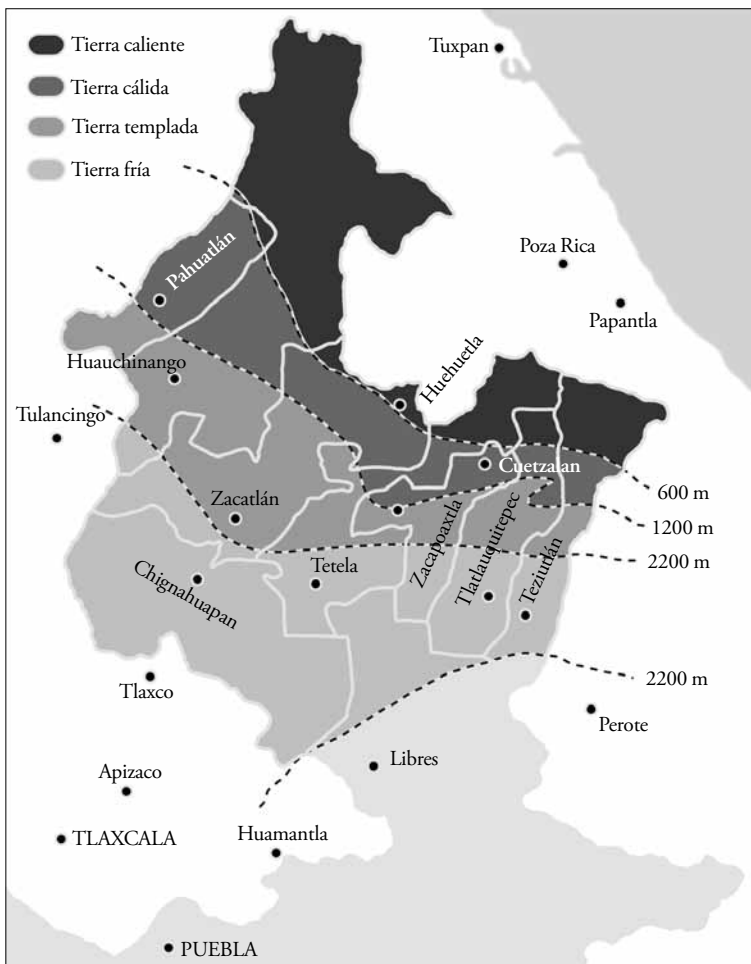 Tierra caliente
Tierra cálida
Tierra templada
Tierra fría
Tuxpan
Pahuatlán
Poza Rica
Papantla
Huauchinango
Huehuetla
Tulancingo
Cuetzalan
600 m
Zacatlán
1200 m
Zacapoaxtla
Tlatlauquitepec
Teziutlán
2200 m
Tetela
Chignahuapan
Tlaxco
2200 m
Perote
Libres
Apizaco
TLAXCALA
Huamantla
PUEBLA